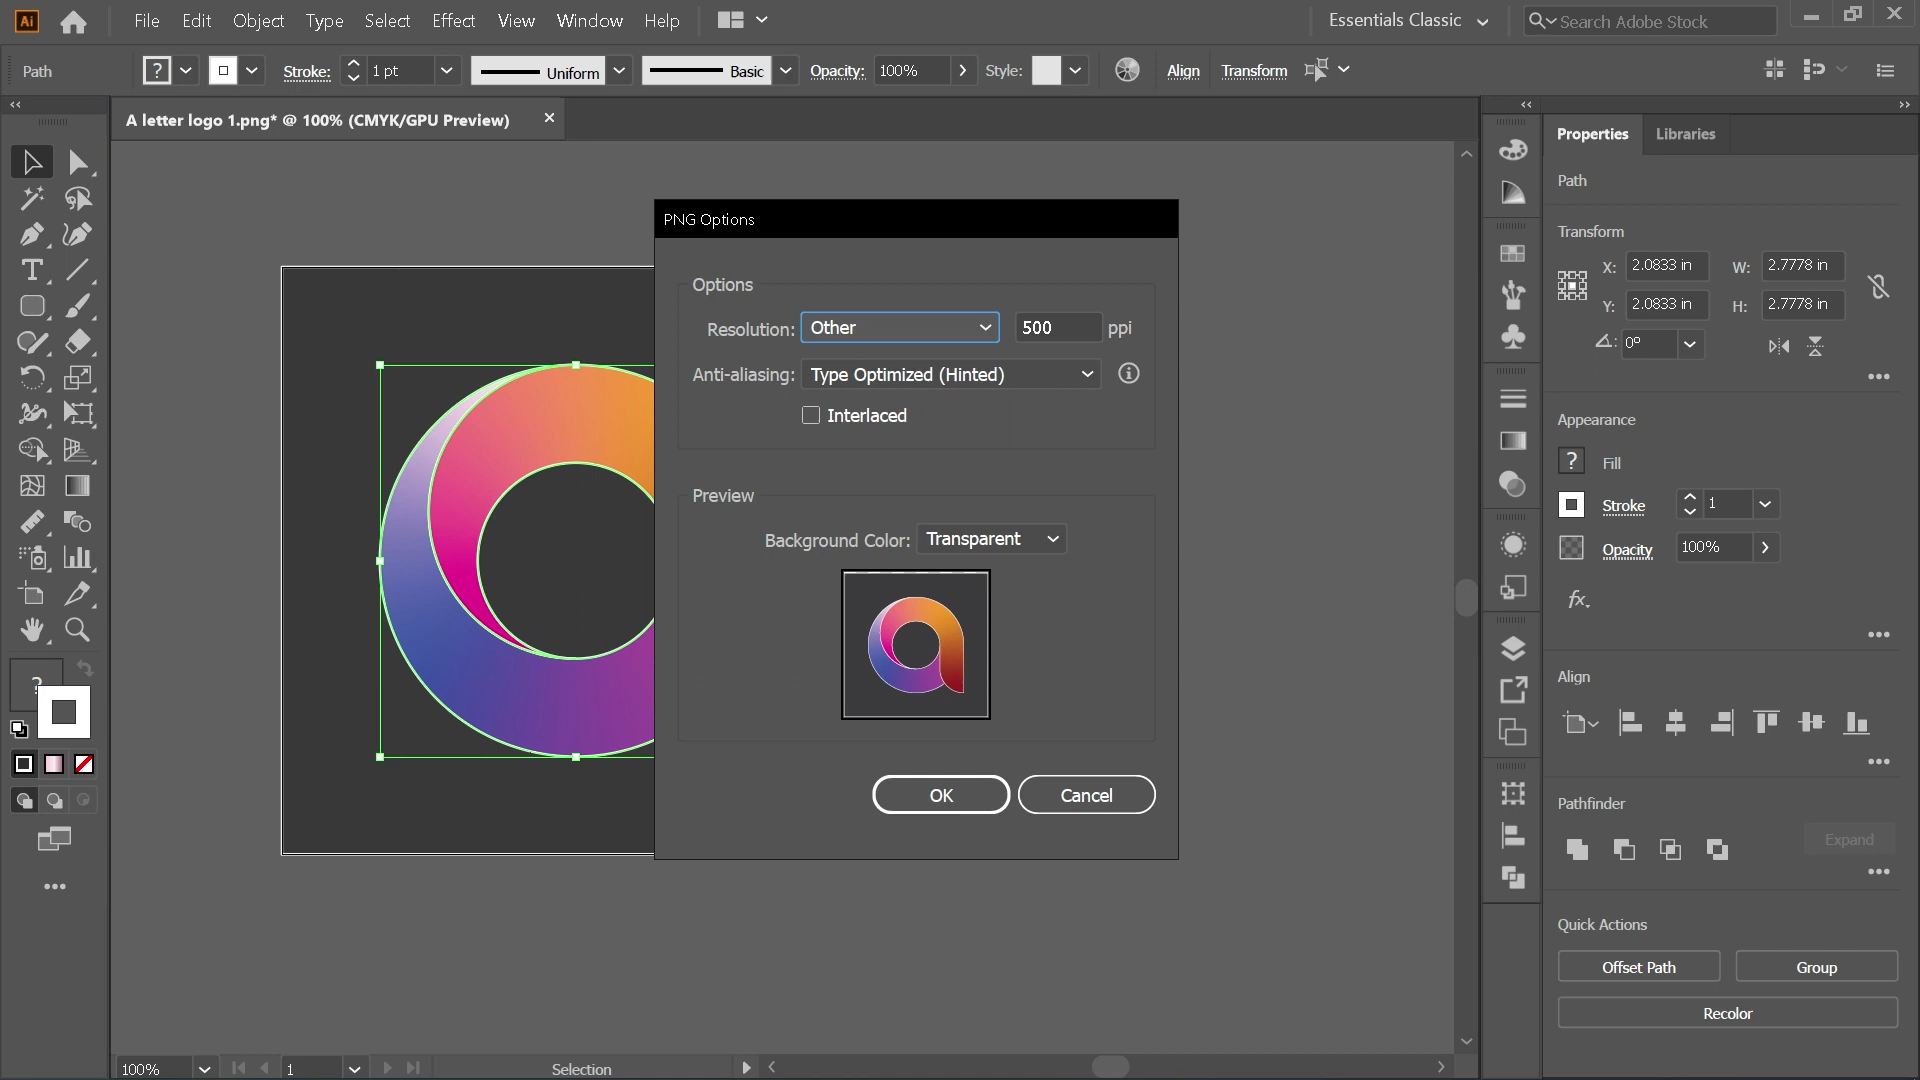 Ai File Edit Object Type Select Effect View Window Help Essentials Classic Search Adobe Stock
Path ? Stroke: 1 pt Uniform Basic Opacity: 100% Style: Align Transform
A letter logo 1.png* @ 100% (CMYK/GPU Preview)
Properties Libraries
Path
PNG Options
Transform
X: 2.0833 in W: 2.7778 in
Y: 2.0833 in H: 2.7778 in
0°
Options
Resolution: Other 500 ppi
Anti-aliasing: Type Optimized (Hinted)
Interlaced
Appearance
? Fill
Stroke 1
Opacity 100%
fx.
Preview
Background Color: Transparent
OK Cancel
?
Align
Pathfinder
Expand
Quick Actions
Offset Path Group
Recolor
100% 1 Selection